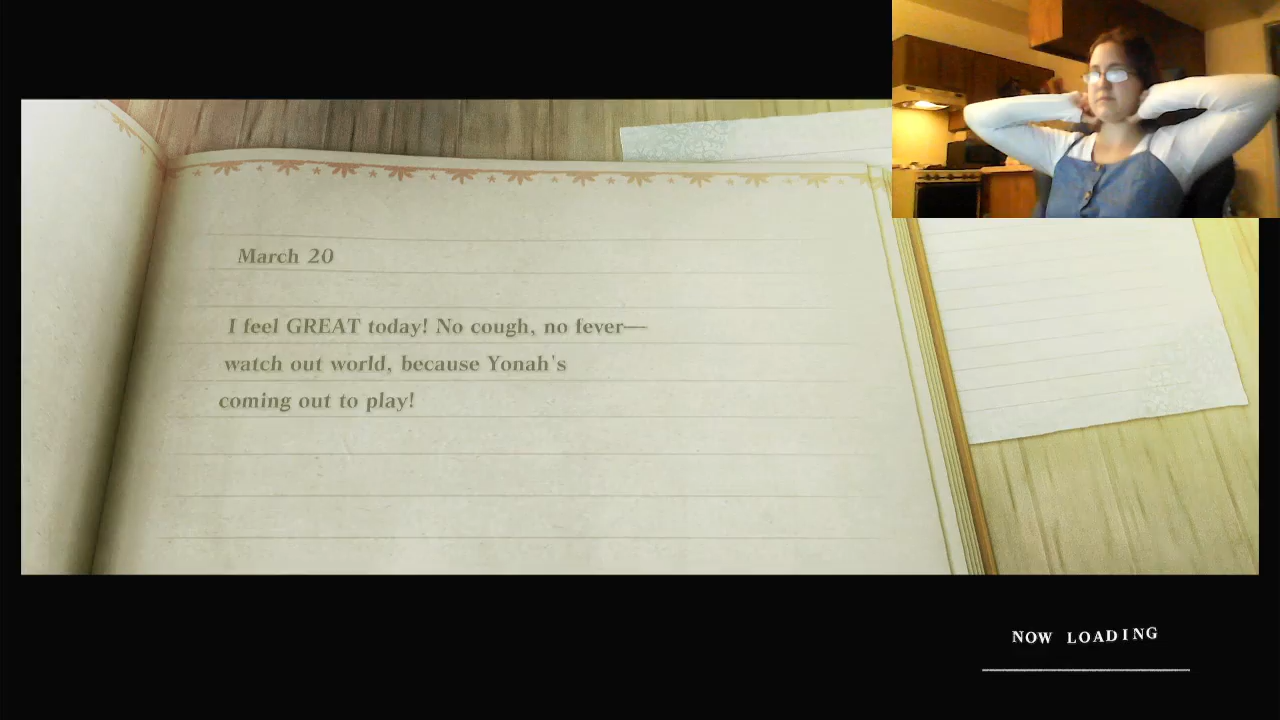 March 20
I feel GREAT today! No cough, no fever—
watch out world, because Yonah's
coming out to play!
NOW LOADING